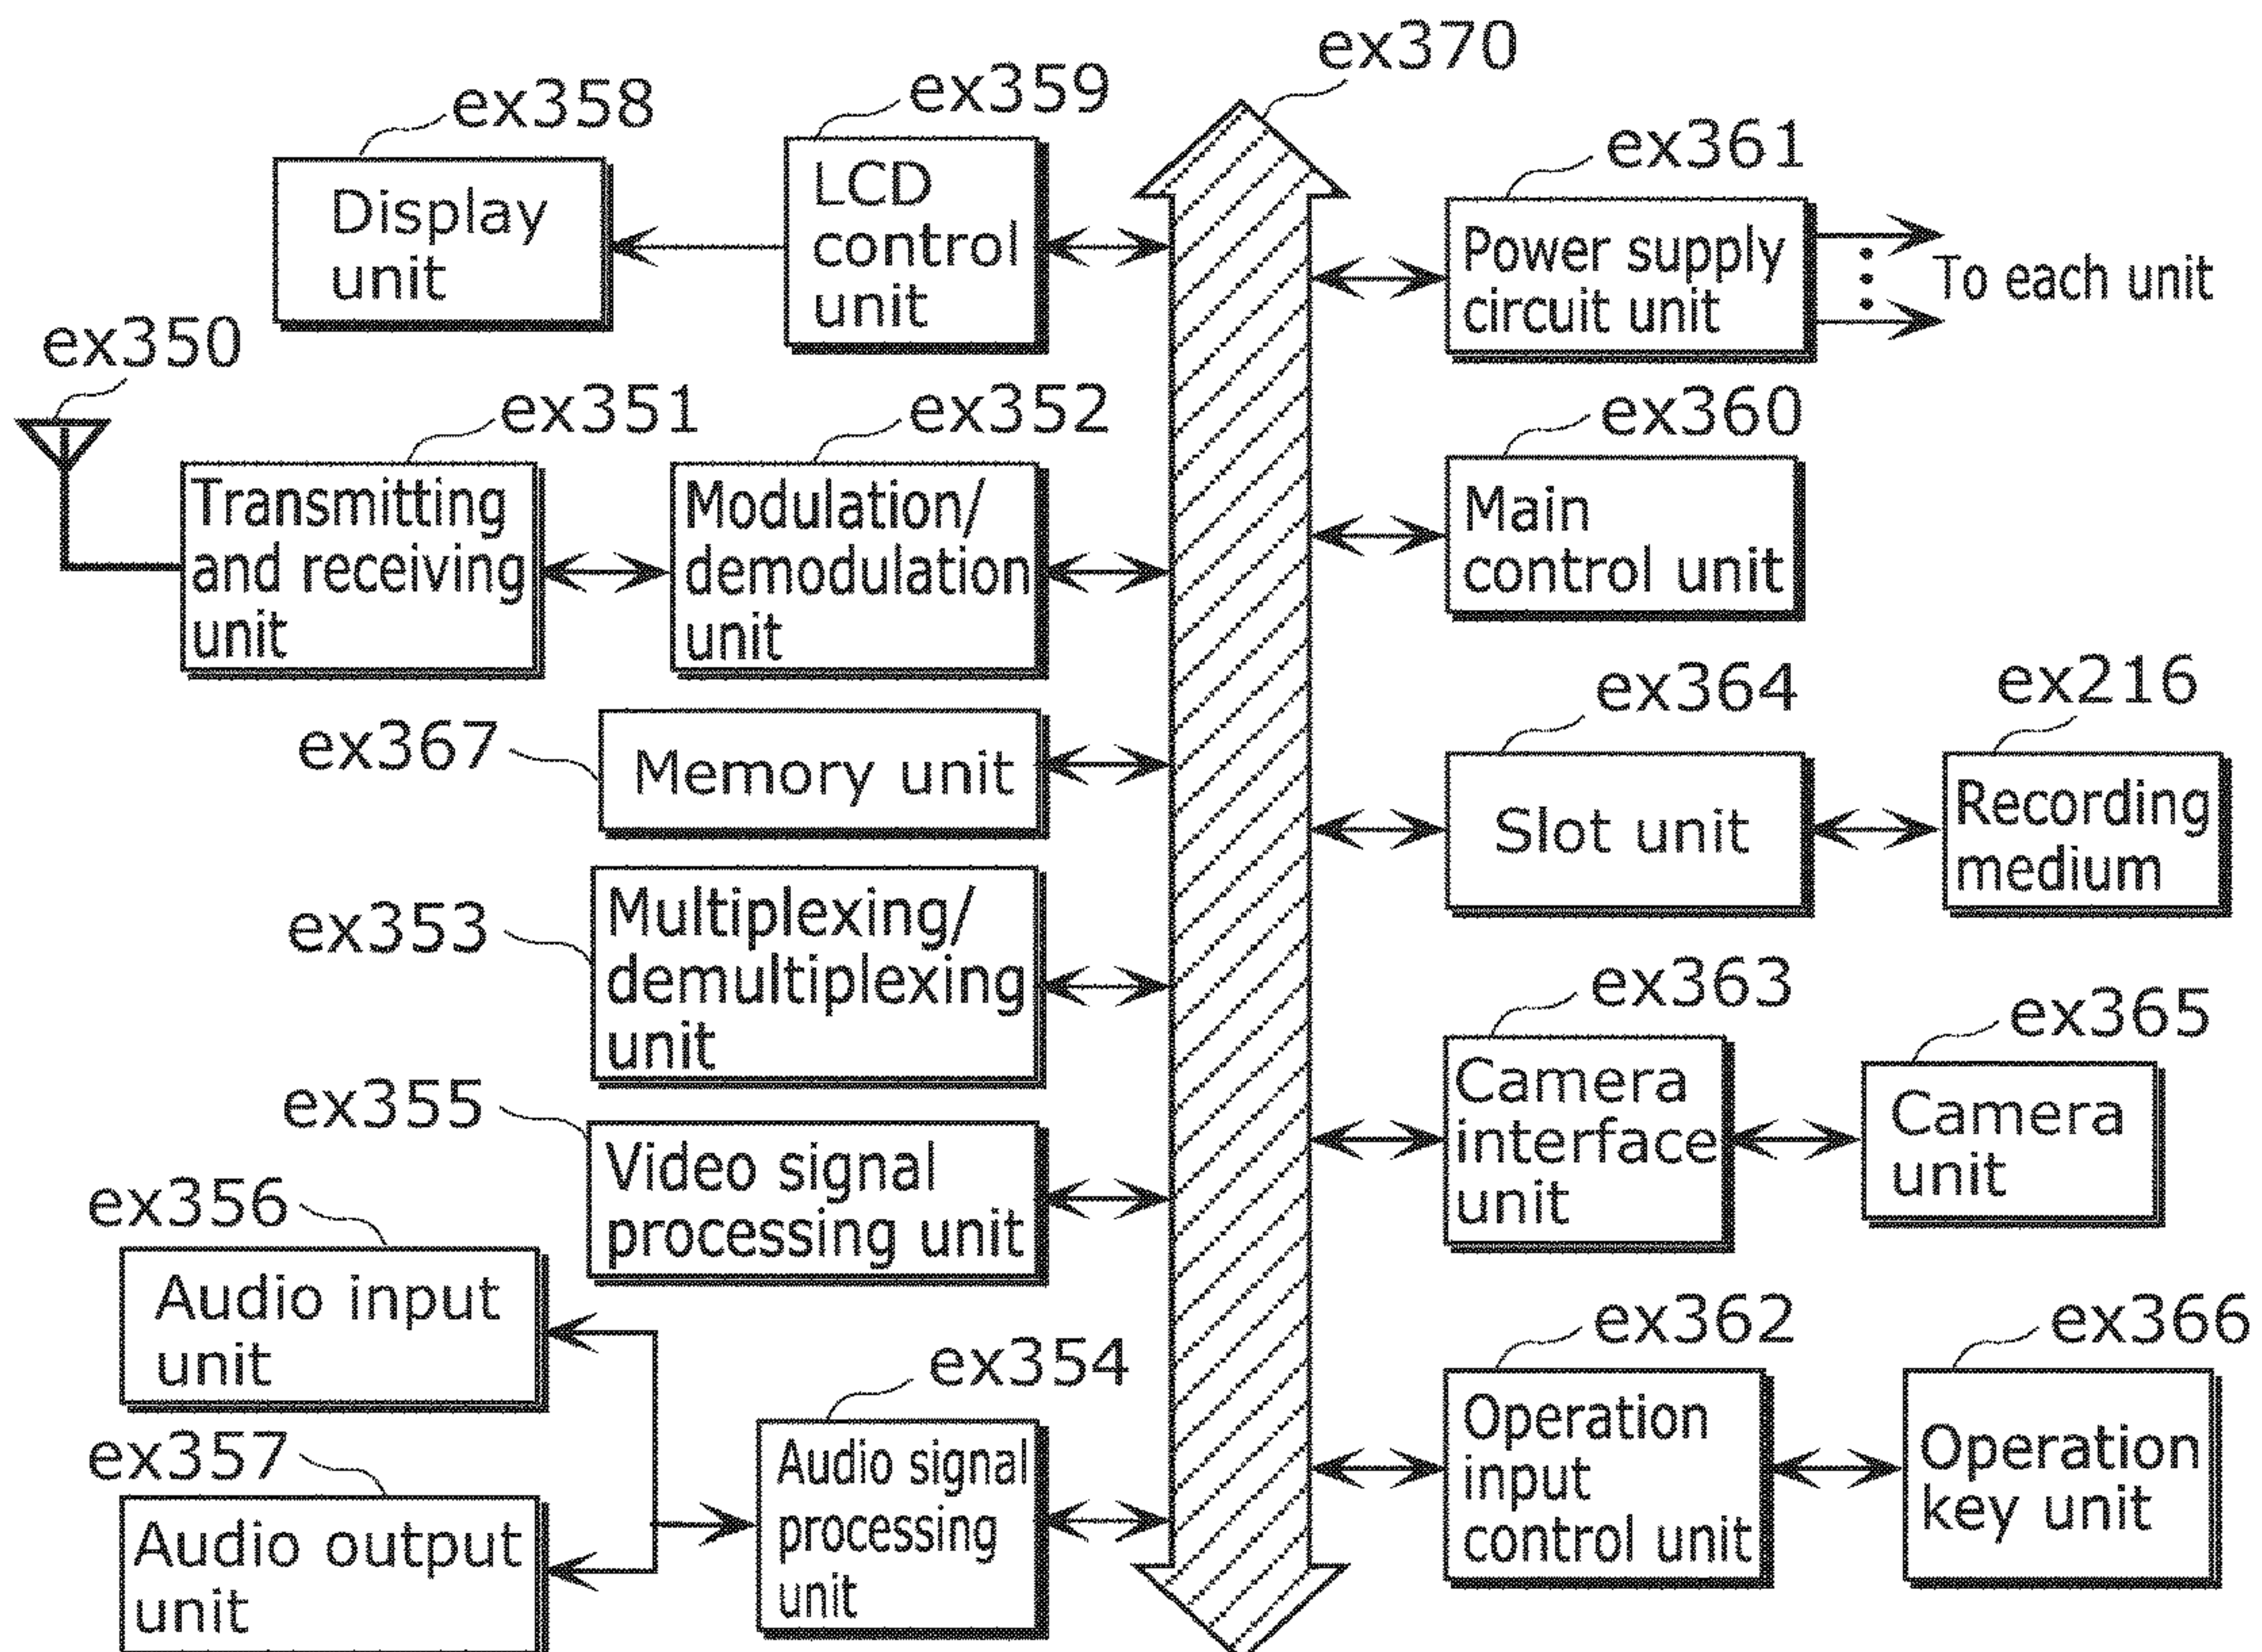 ex370
ex359
ex358
ex361
LCD
control
unit
Display
unit
Power supply
circuit unit
To each unit
ex350
ex351
ex352
ex360
Transmitting
and receiving
unit
Modulation/
demodulation
unit
Main
control unit
ex364
ex216
ex367
Memory unit
Slot unit
Recording
medium
ex353
Multiplexing/
demultiplexing
unit
ex363
ex365
Camera
interface
unit
Camera
unit
ex355
Video signal
processing unit
ex356
Audio input
unit
ex354
ex362
ex366
ex357
Audio output
unit
Audio signal
processing
unit
Operation
input
control unit
Operation
key unit